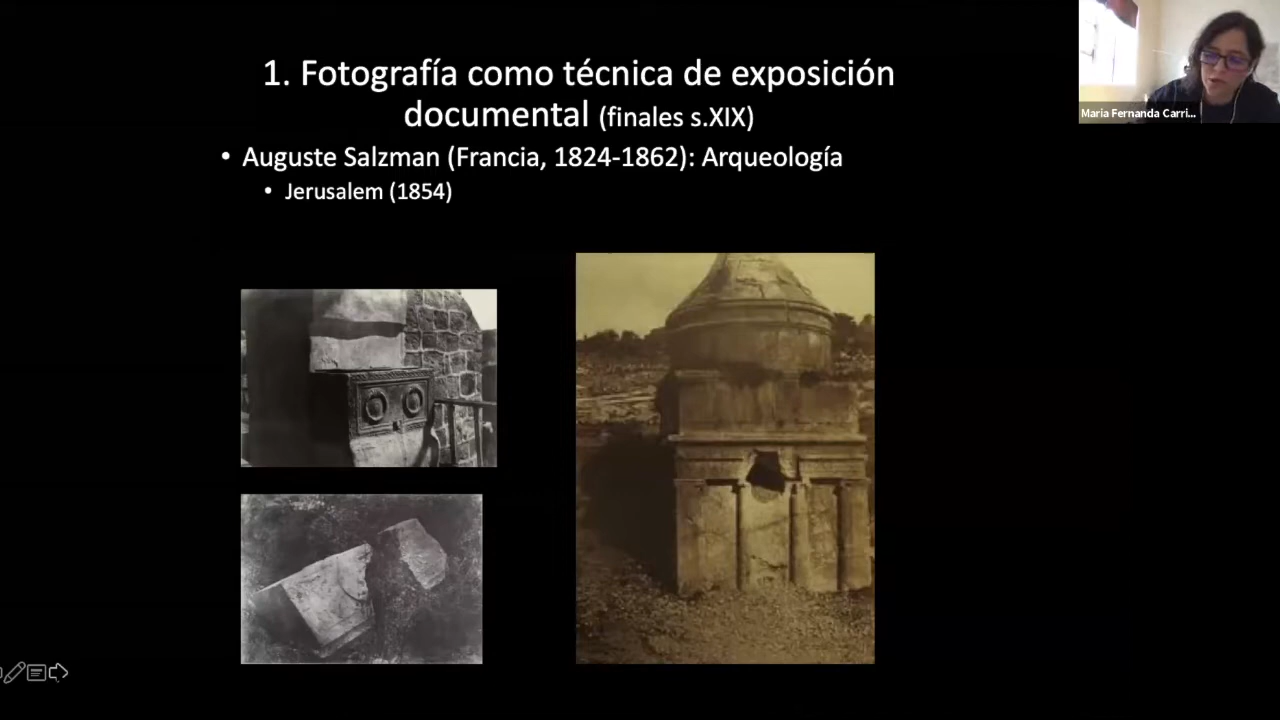 1. Fotografía como técnica de exposición
documental (finales s.XIX)
• Auguste Salzman (Francia, 1824-1862): Arqueología
• Jerusalem (1854)
Maria Fernanda Carri...